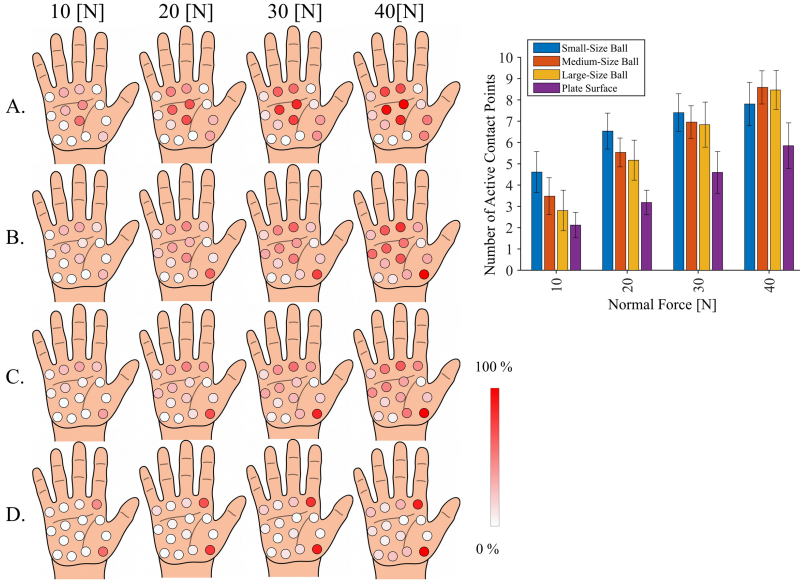 10 [N]
20 [N]
30 [N]
40[N]
A.
B.
C.
D.
100 %
0 %
Small-Size Ball
Medium-Size Ball
Large-Size Ball
Plate Surface
Number of Active Contact Points
10
9
8
7
6
5
4
3
2
1
0
10
20
30
40
Normal Force [N]